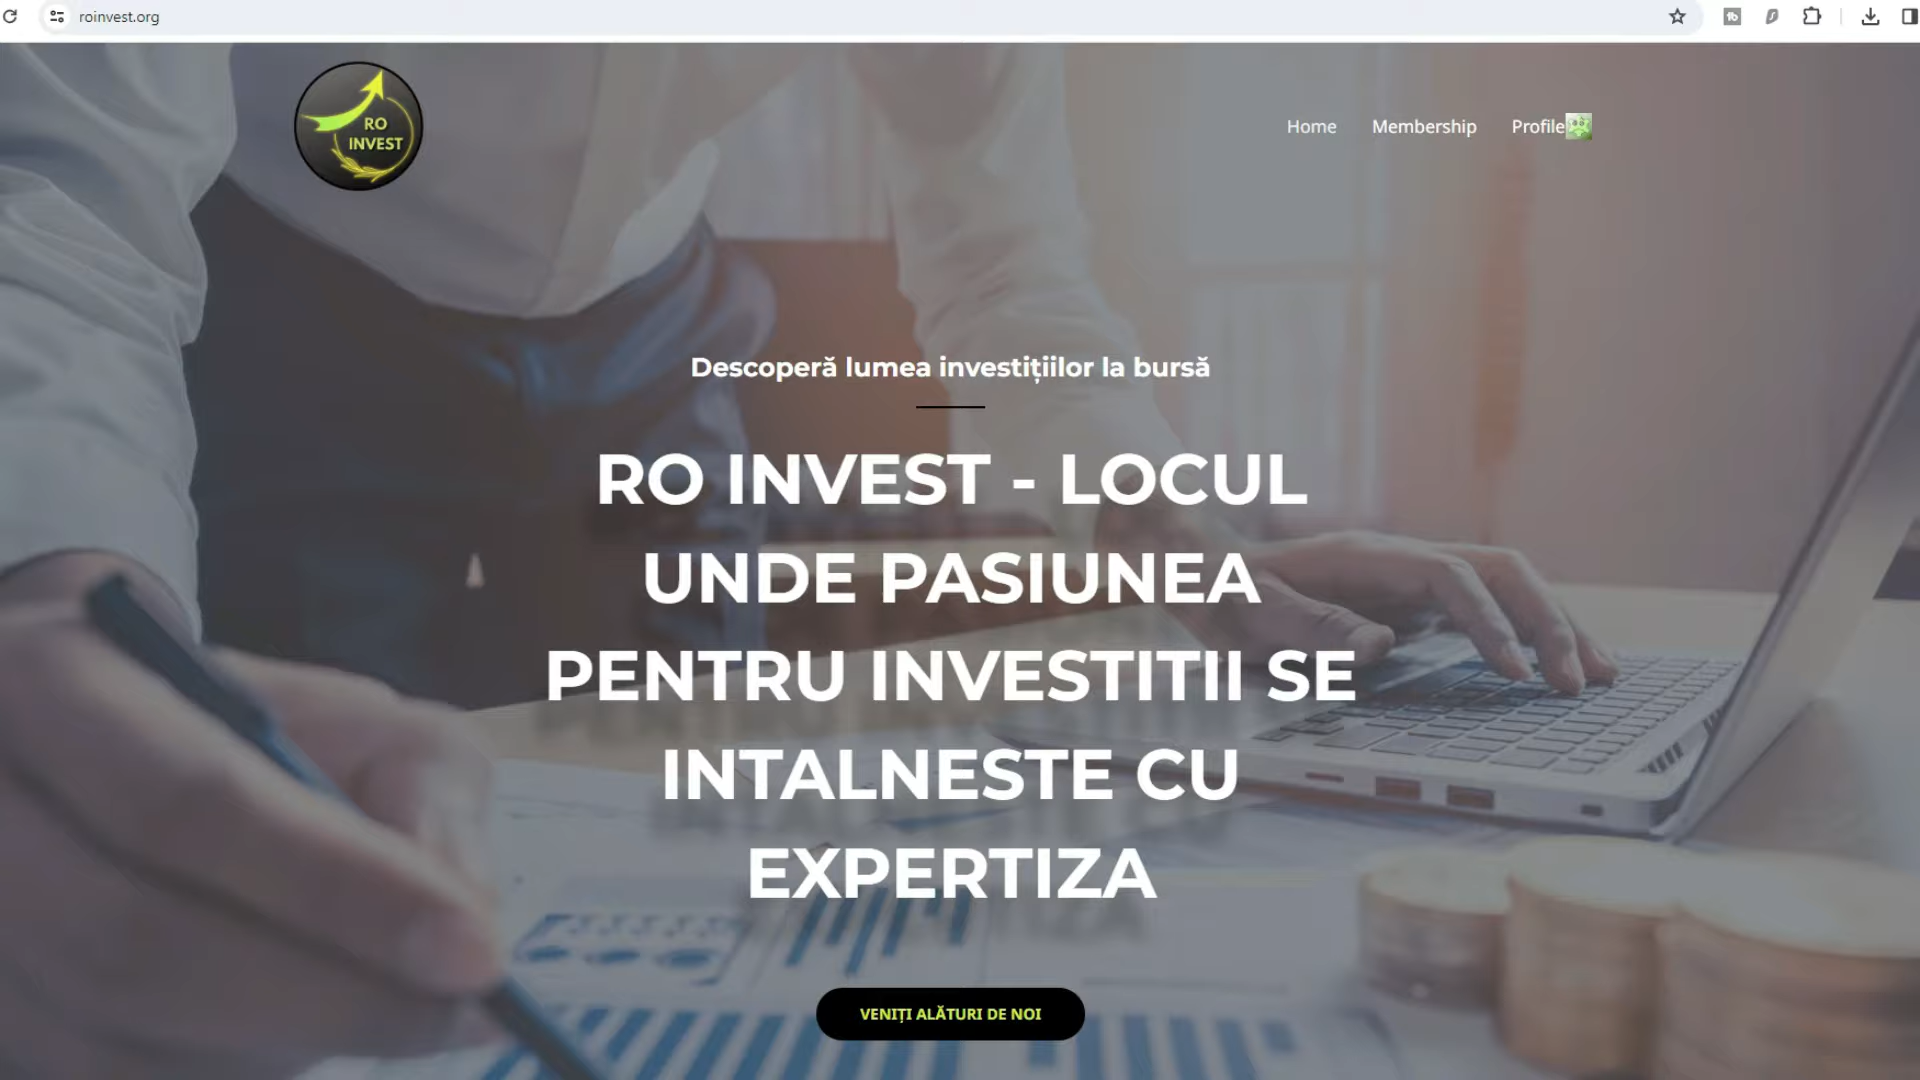 roinvest.org
RO
INVEST
Home Membership Profile
Descoperă lumea investițiilor la bursă
RO INVEST - LOCUL
UNDE PASIUNEA
PENTRU INVESTITII SE
INTALNESTE CU
EXPERTIZA
VENIȚI ALĂTURI DE NOI